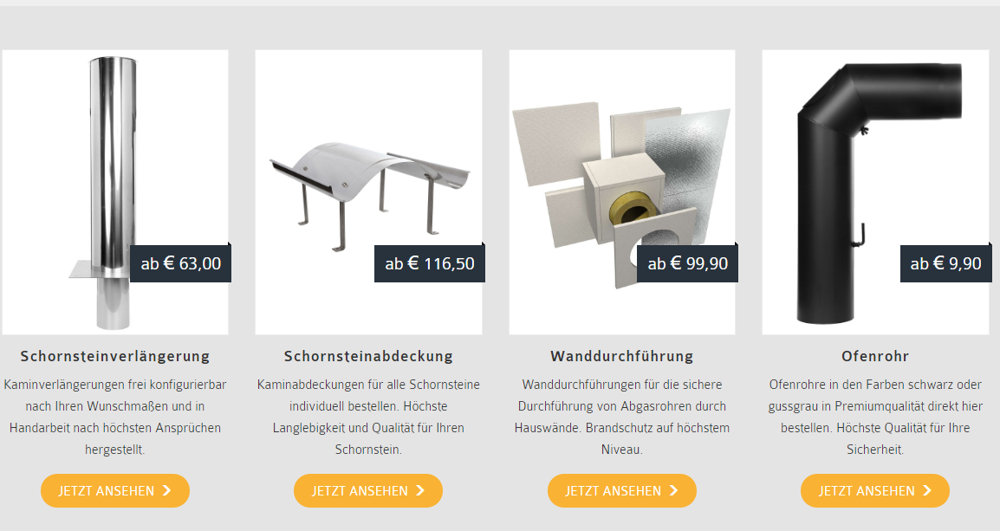 ab € 63,00
ab € 116,50
ab € 99,90
ab € 9,90
Schornsteinverlängerung
Kaminverlängerungen frei konfigurierbar
nach Ihren Wunschmaßen und in
Handarbeit nach höchsten Ansprüchen
hergestellt.
JETZT ANSEHEN
Schornsteinabdeckung
Kaminabdeckungen für alle Schornsteine
individuell bestellen. Höchste
Langlebigkeit und Qualität für Ihren
Schornstein.
JETZT ANSEHEN
Wanddurchführung
Wanddurchführungen für die sichere
Durchführung von Abgasrohren durch
Hauswände. Brandschutz auf höchstem
Niveau.
JETZT ANSEHEN
Ofenrohr
Ofenrohre in den Farben schwarz oder
gussgrau in Premiumqualität direkt hier
bestellen. Höchste Qualität für Ihre
Sicherheit.
JETZT ANSEHEN